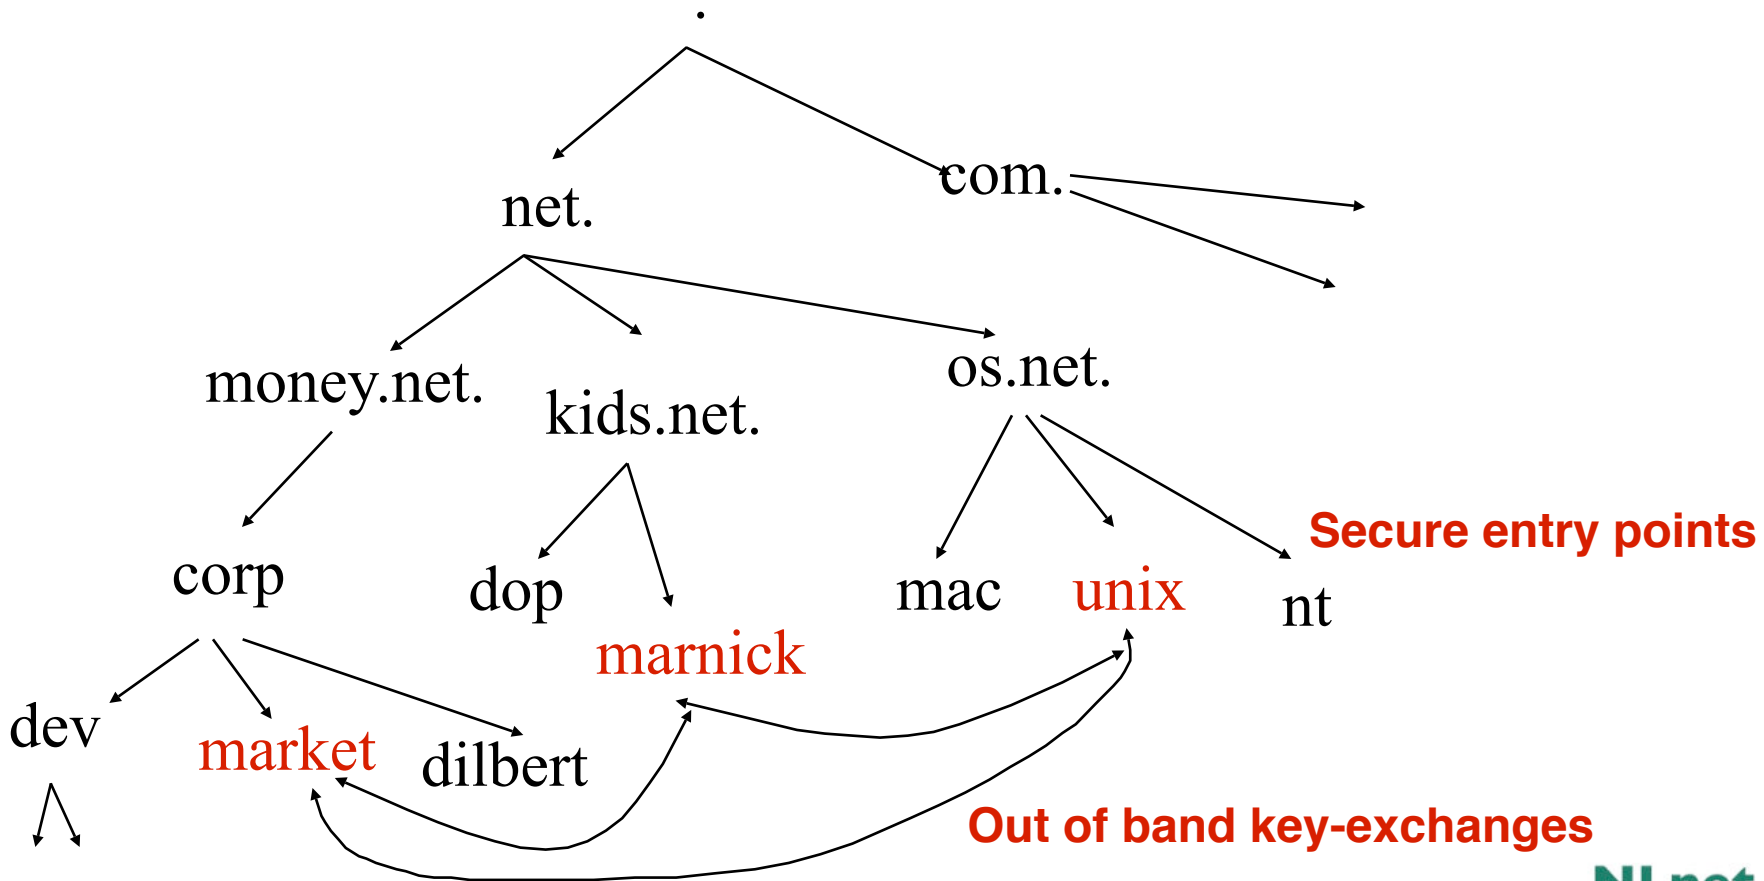 .
com.
net.
os.net.
money.net.
kids.net.
Secure entry points
corp
dop
mac
unix
nt
marnick
dev
market
dilbert
Out of band key-exchanges